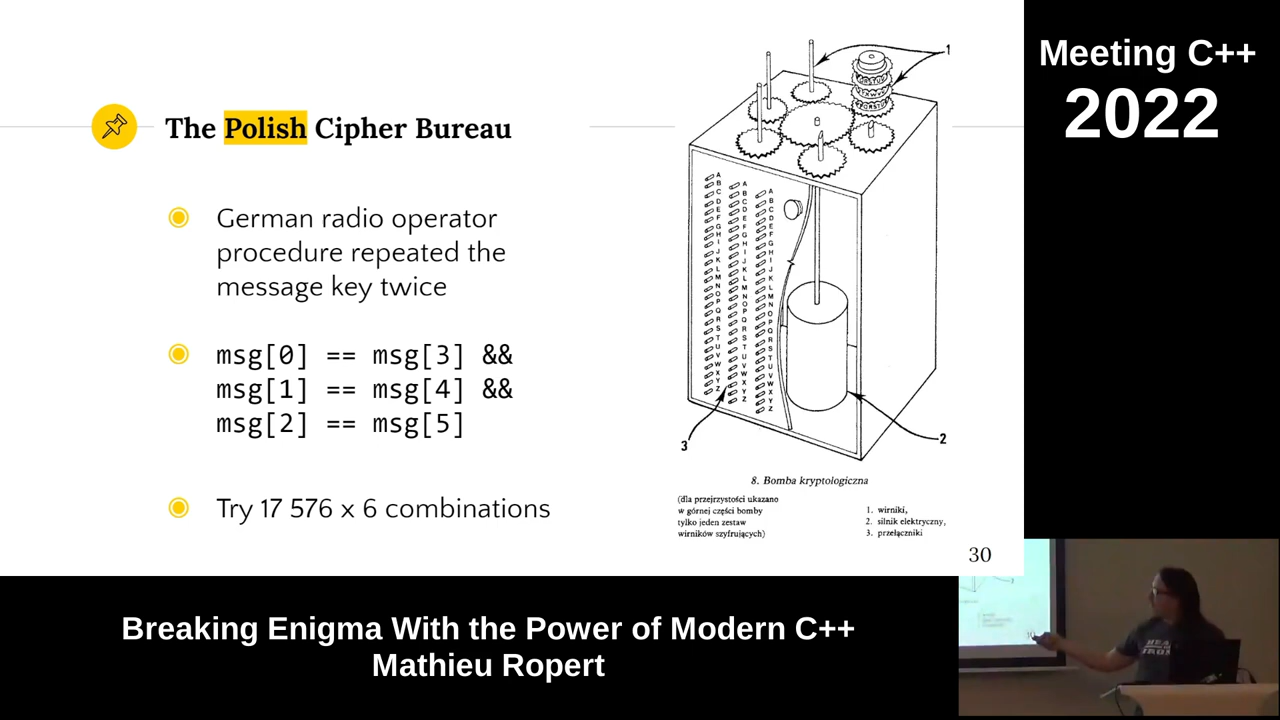 The Polish Cipher Bureau
German radio operator
procedure repeated the
message key twice
msg[0] == msg[3] &&
msg[1] == msg[4] &&
msg[2] == msg[5]
Try 17 576 x 6 combinations
1
A
B
C
D
E
F
G
H
I
J
K
L
M
N
O
P
Q
R
S
T
U
V
W
X
Y
Z
A
B
C
D
E
F
G
H
I
J
K
L
M
N
O
P
Q
R
S
T
U
V
W
X
Y
Z
A
B
C
D
E
F
G
H
I
J
K
L
M
N
O
P
Q
R
S
T
U
V
W
X
Y
Z
3
2
8. Bomba kryptologiczna
(dla przejrzystości ukazano
w górnej części bomby
tylko jeden zestaw
wirników szyfrujących)
1. wirniki,
2. silnik elektryczny,
3. przełączniki
30
Meeting C++
2022
Breaking Enigma With the Power of Modern C++
Mathieu Ropert